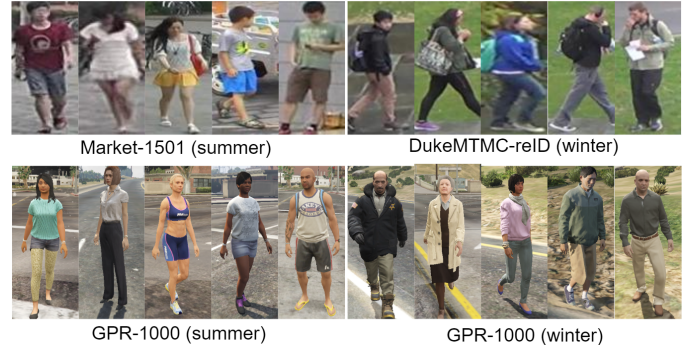 Market-1501 (summer)
DukeMTMC-reID (winter)
GPR-1000 (summer)
GPR-1000 (winter)